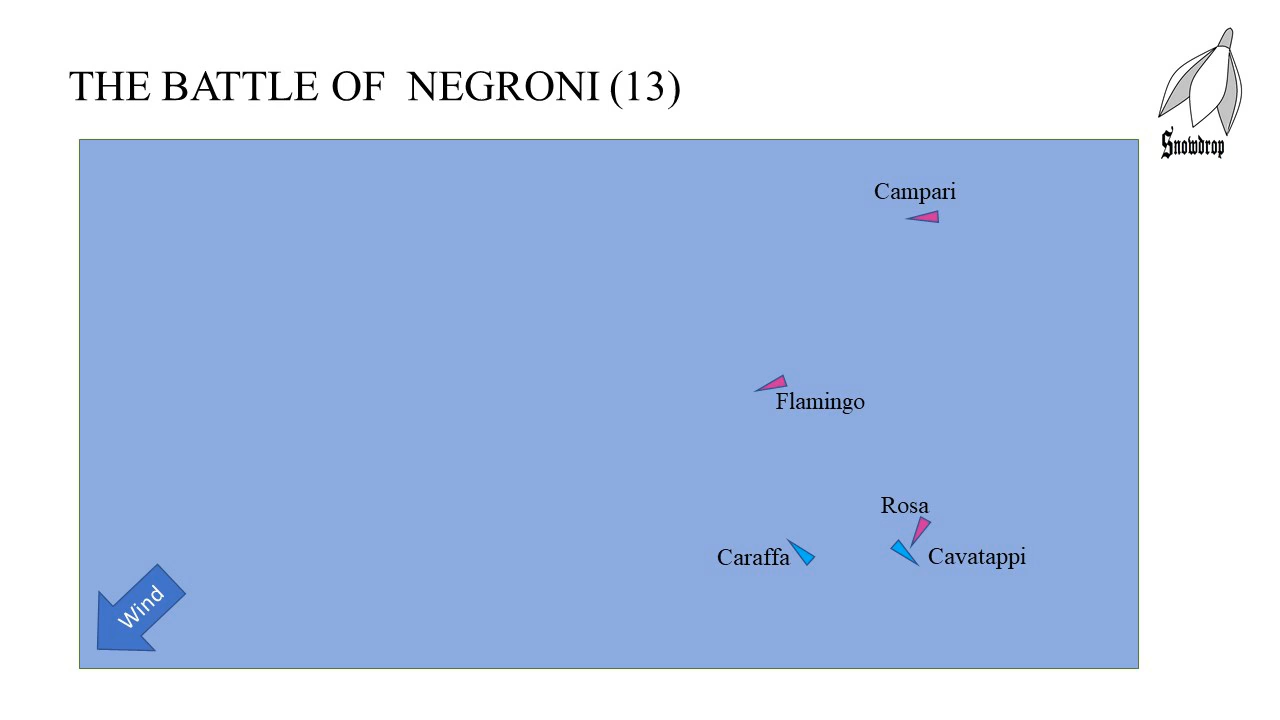 THE BATTLE OF  NEGRONI (13)
Snowdrop
Campari
Flamingo
Rosa
Caraffa
Cavatappi
Wind